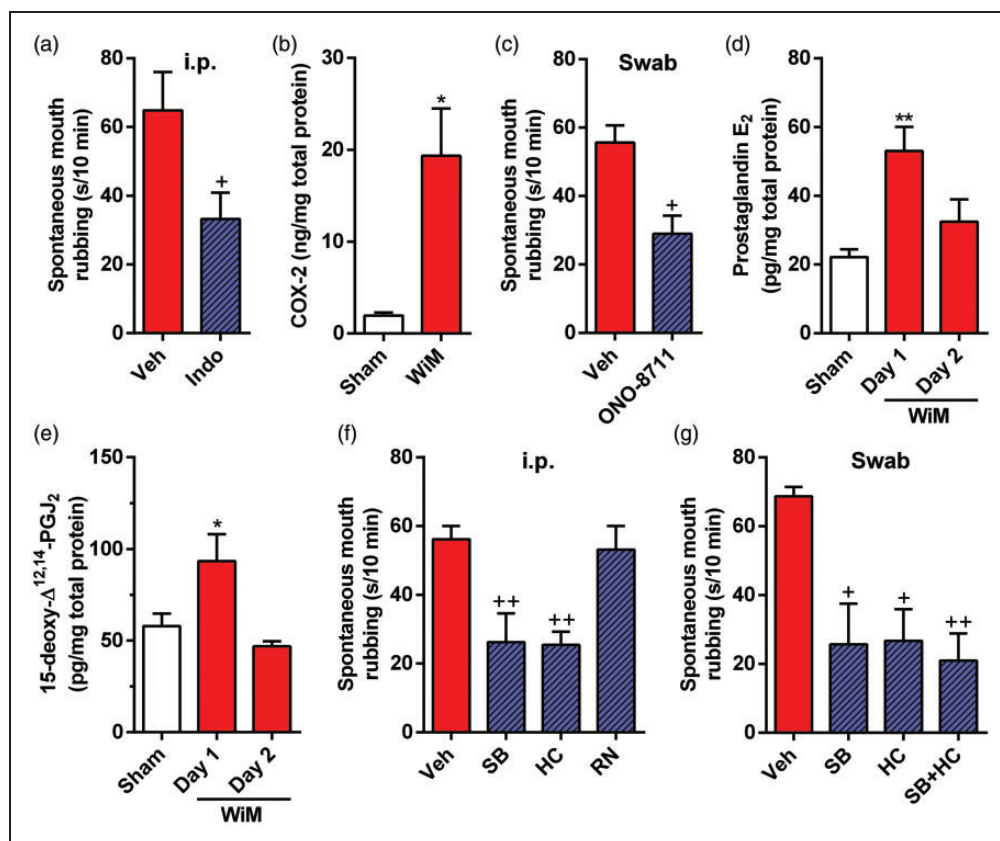 (a)
i.p.
Spontaneous mouth
rubbing (s/10 min)
80
60
40
20
0
+
Veh
Indo
(b)
COX-2 (ng/mg total protein)
30
20
10
0
*
Sham
WiM
(c)
Swab
Spontaneous mouth
rubbing (s/10 min)
80
60
40
20
0
+
Veh
ONO-8711
(d)
Prostaglandin E₂
(pg/mg total protein)
80
60
40
20
0
**
Sham
Day 1
Day 2
WiM
(e)
15-deoxy-Δ¹²,¹⁴-PGJ₂
(pg/mg total protein)
150
100
50
0
*
Sham
Day 1
Day 2
WiM
(f)
i.p.
Spontaneous mouth
rubbing (s/10 min)
80
60
40
20
0
++
++
Veh
SB
HC
RN
(g)
Swab
Spontaneous mouth
rubbing (s/10 min)
80
60
40
20
0
+
+
++
Veh
SB
HC
SB+HC